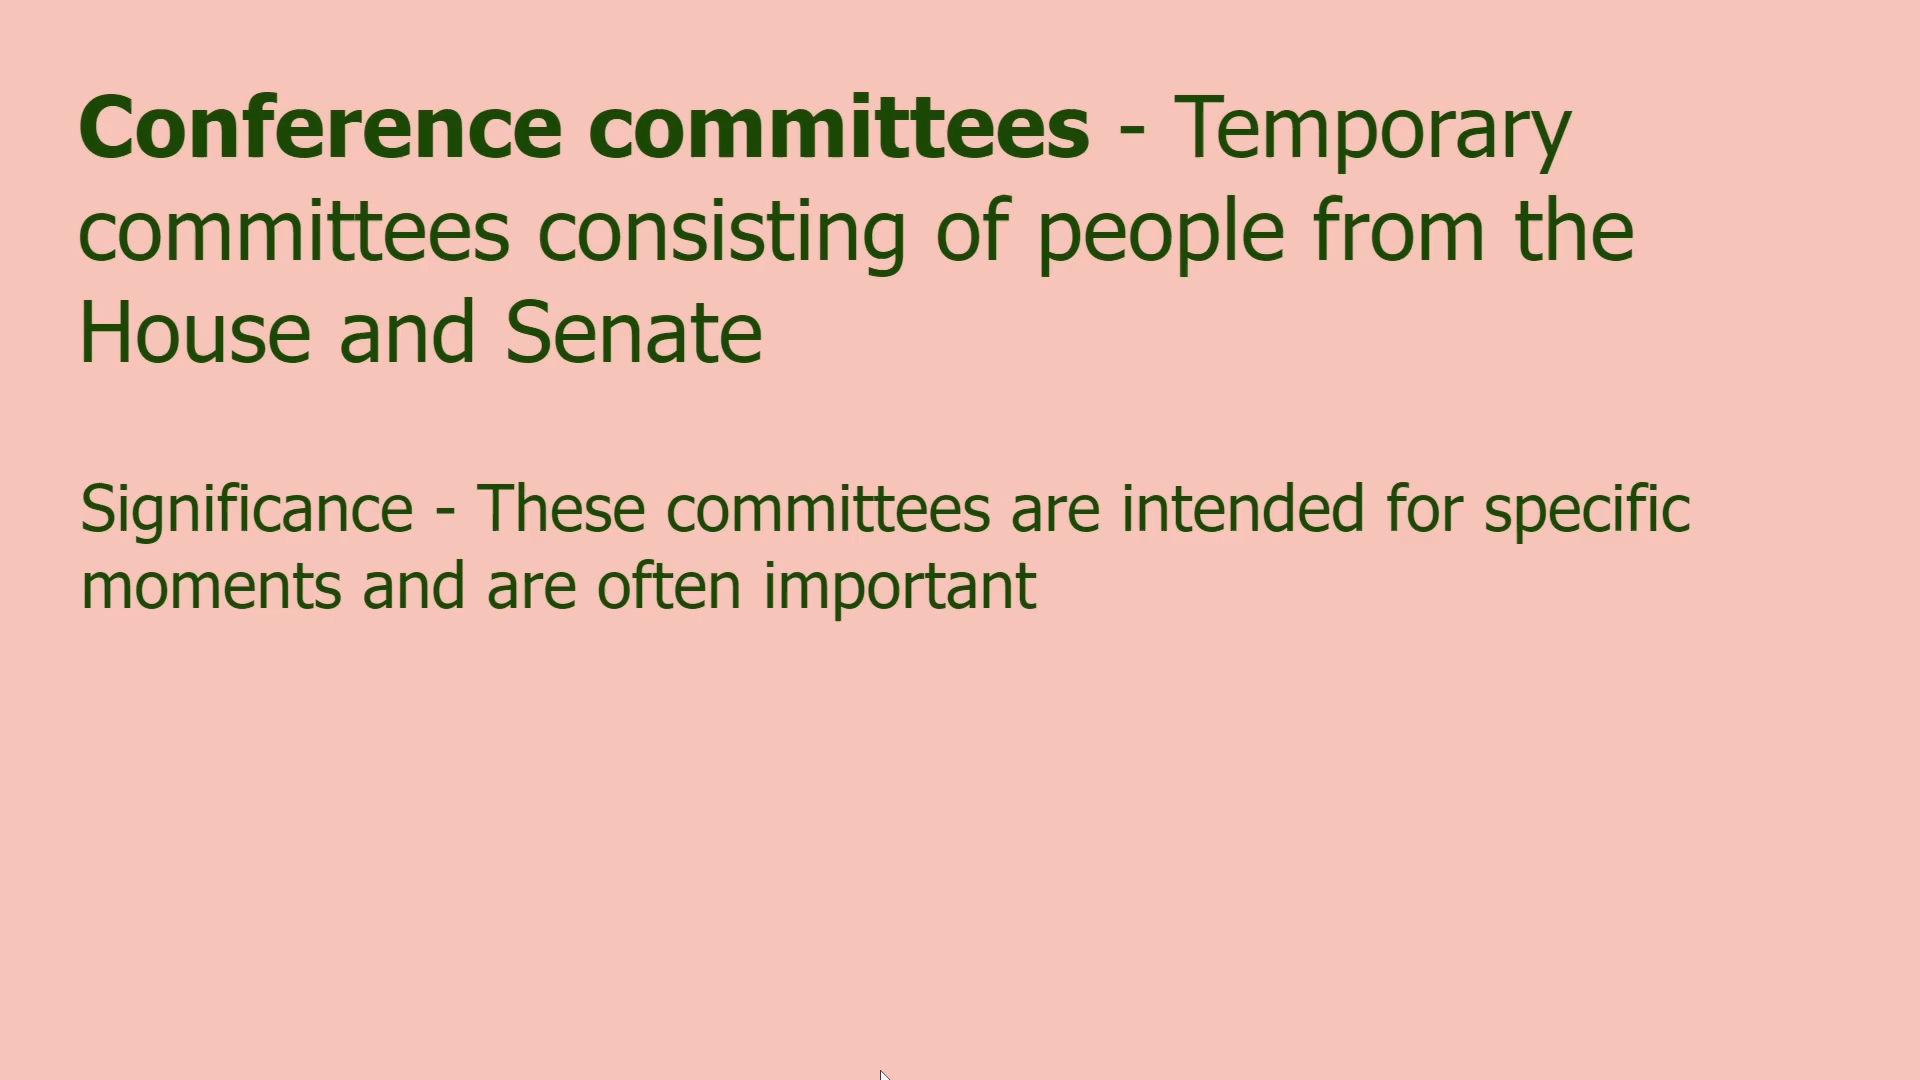 Conference committees - Temporary
committees consisting of people from the
House and Senate
Significance - These committees are intended for specific
moments and are often important